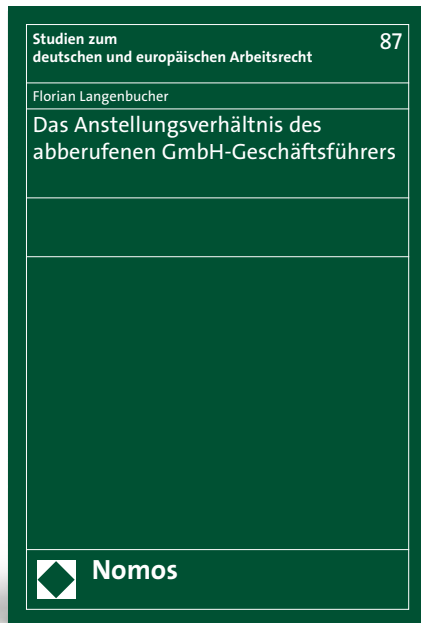 Studien zum
deutschen und europäischen Arbeitsrecht
87
Florian Langenbucher
Das Anstellungsverhältnis des
abberufenen GmbH-Geschäftsführers
Nomos